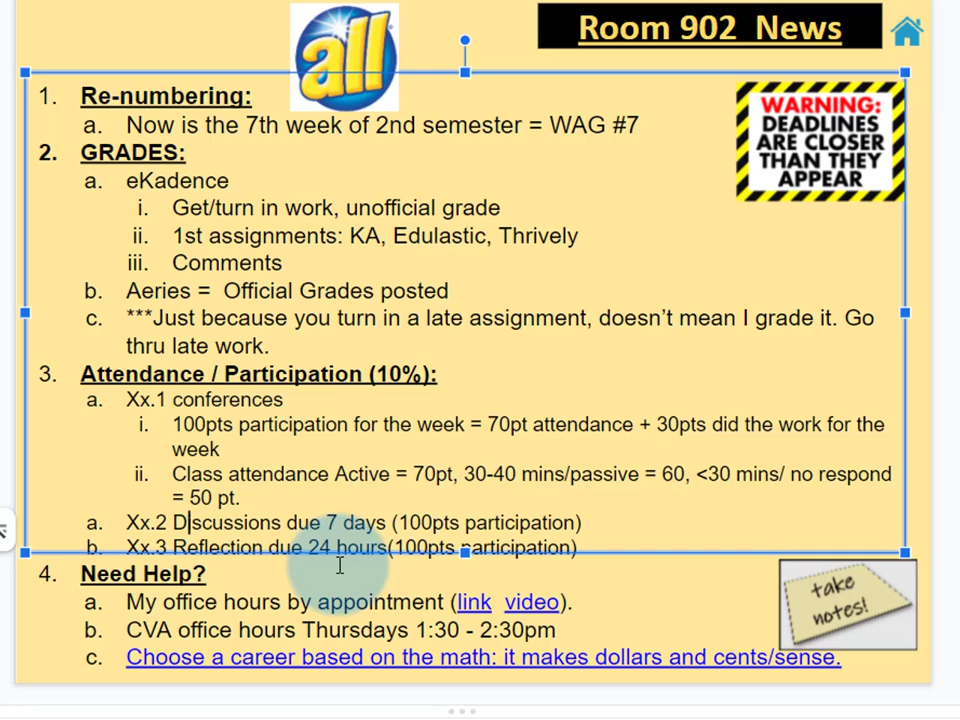 all
Room 902  News
1. Re-numbering:
a. Now is the 7th week of 2nd semester = WAG #7
WARNING:
DEADLINES
ARE CLOSER
THAN THEY
APPEAR
2. GRADES:
a. eKadence
i. Get/turn in work, unofficial grade
ii. 1st assignments: KA, Edulastic, Thrively
iii. Comments
b. Aeries =  Official Grades posted
c. ***Just because you turn in a late assignment, doesn't mean I grade it. Go
thru late work.
3. Attendance / Participation (10%):
a. Xx.1 conferences
i. 100pts participation for the week = 70pt attendance + 30pts did the work for the
week
ii. Class attendance Active = 70pt, 30-40 mins/passive = 60, <30 mins/ no respond
= 50 pt.
a. Xx.2 Discussions due 7 days (100pts participation)
b. Xx.3 Reflection due 24 hours(100pts participation)
4. Need Help?
a. My office hours by appointment (link  video).
b. CVA office hours Thursdays 1:30 - 2:30pm
c. Choose a career based on the math: it makes dollars and cents/sense.
take
notes!